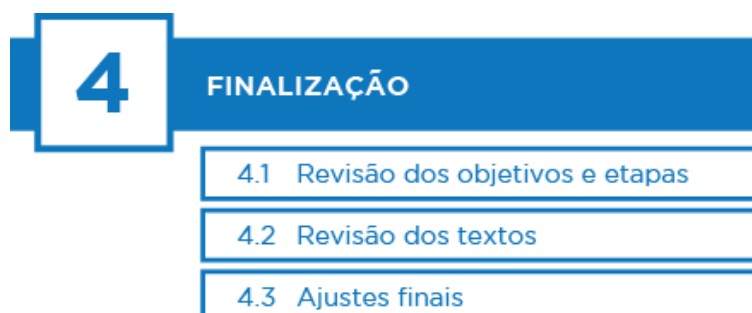 4
FINALIZAÇÃO
4.1 Revisão dos objetivos e etapas
4.2 Revisão dos textos
4.3 Ajustes finais